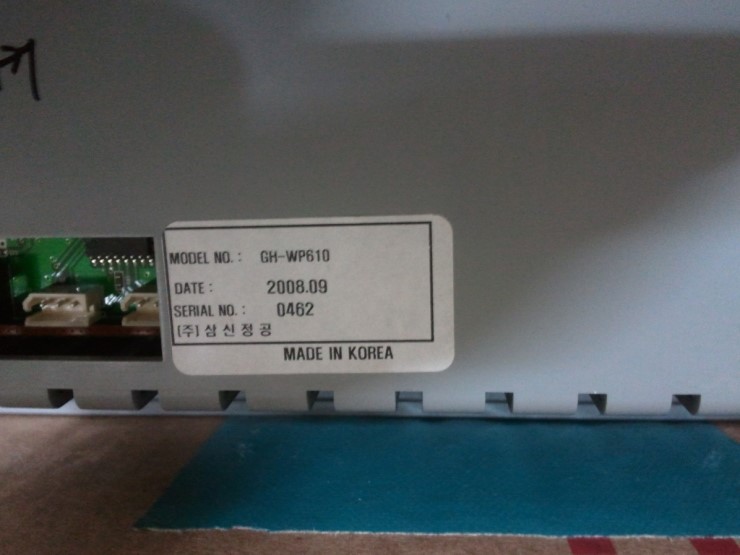 MODEL NO. : GH-WP610
DATE : 2008.09
SERIAL NO. : 0462
(주) 삼신정공
MADE IN KOREA